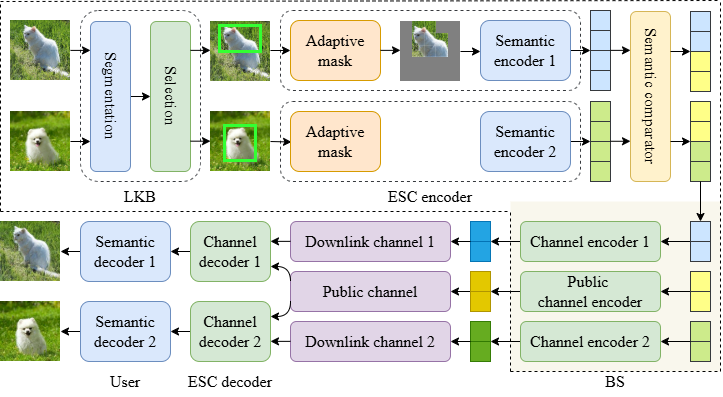 Segmentation
Selection
Adaptive
mask
Semantic
encoder 1
Semantic comparator
Adaptive
mask
Semantic
encoder 2
LKB
ESC encoder
Semantic
decoder 1
Channel
decoder 1
Downlink channel 1
Channel encoder 1
Public channel
Public
channel encoder
Semantic
decoder 2
Channel
decoder 2
Downlink channel 2
Channel encoder 2
User
ESC decoder
BS